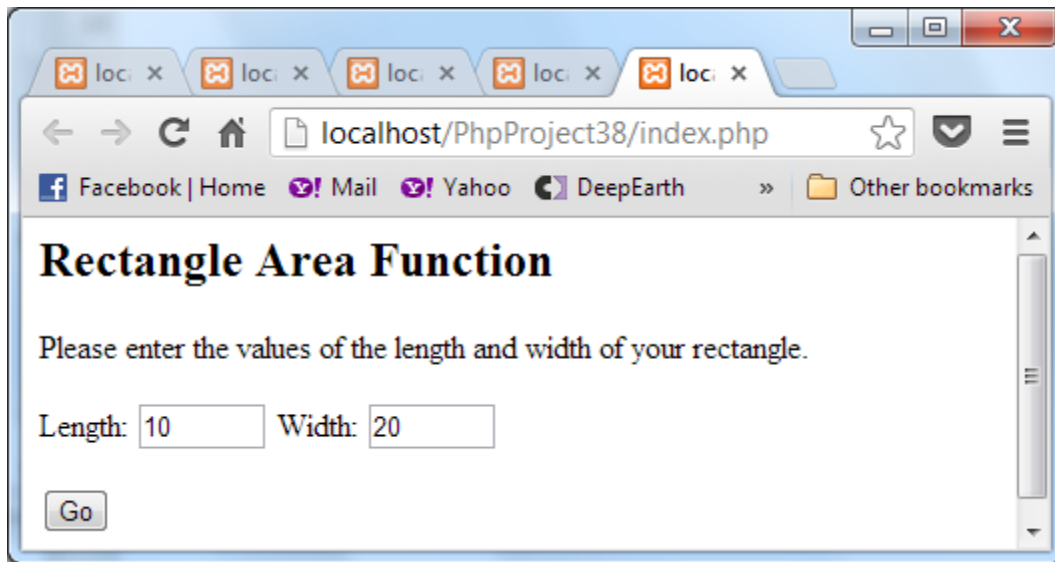 loc
loc
loc
loc
loc
localhost/PhpProject38/index.php
Facebook | Home Mail Yahoo DeepEarth » Other bookmarks
Rectangle Area Function
Please enter the values of the length and width of your rectangle.
Length: 10 Width: 20
Go